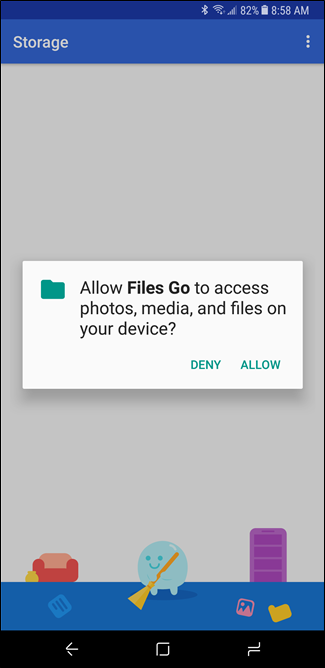 82% 8:58 AM
Storage
Allow Files Go to access
photos, media, and files on
your device?
DENY ALLOW